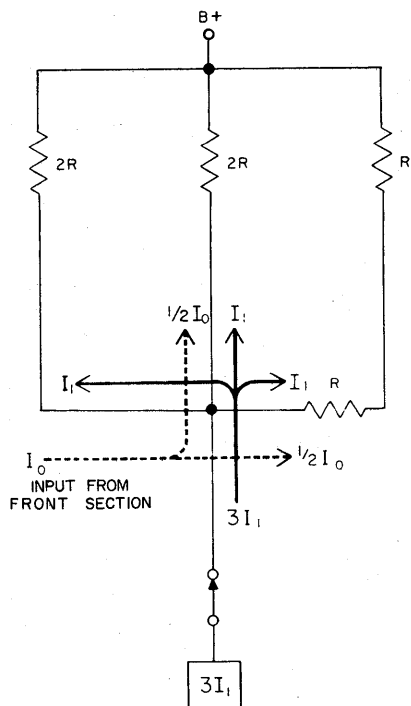 B+
2R
2R
R
1/2 I₀
I₁
I₁
I₁
R
I₀
1/2 I₀
INPUT FROM
FRONT SECTION
3I₁
3I₁